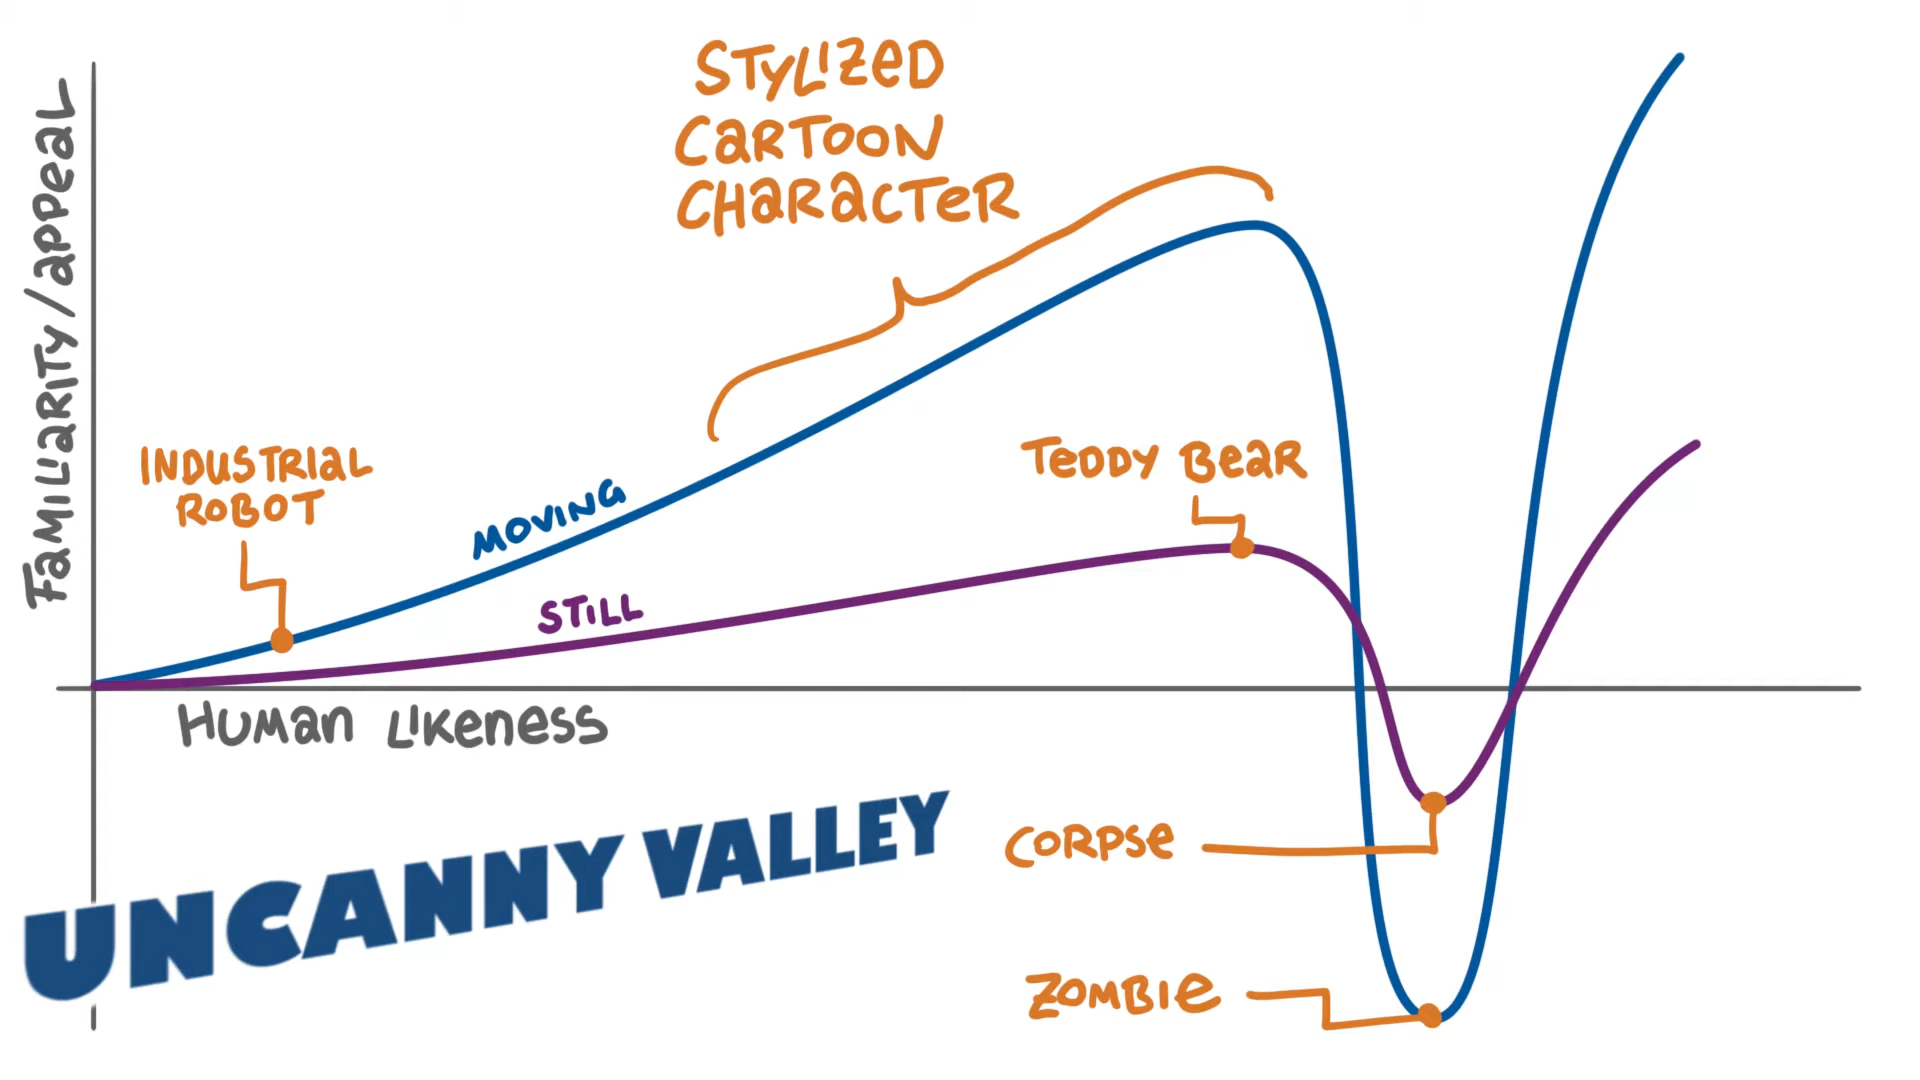 STYLIZED
CARTOON
CHARACTER
FAMILIARITY/APPEAL
INDUSTRIAL
ROBOT
MOVING
TEDDY BEAR
STILL
HUMAN LIKENESS
UNCANNY VALLEY
CORPSE
ZOMBIE